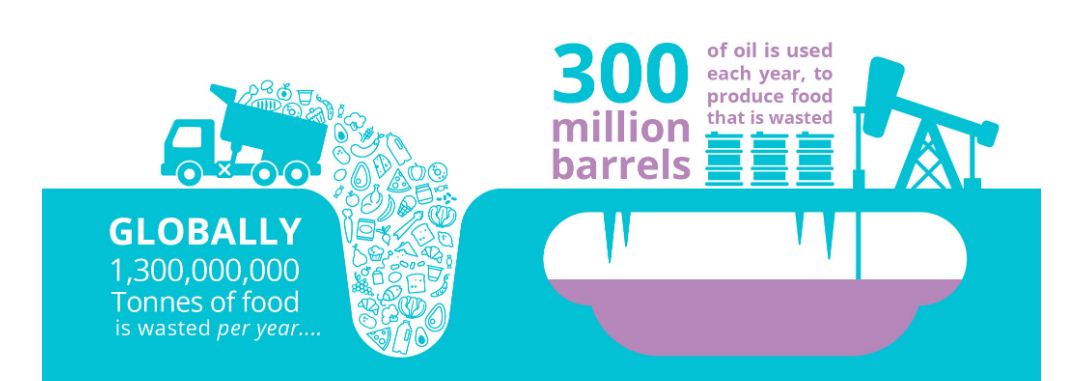 GLOBALLY
1,300,000,000
Tonnes of food
is wasted per year....
300
million
barrels
of oil is used
each year, to
produce food
that is wasted